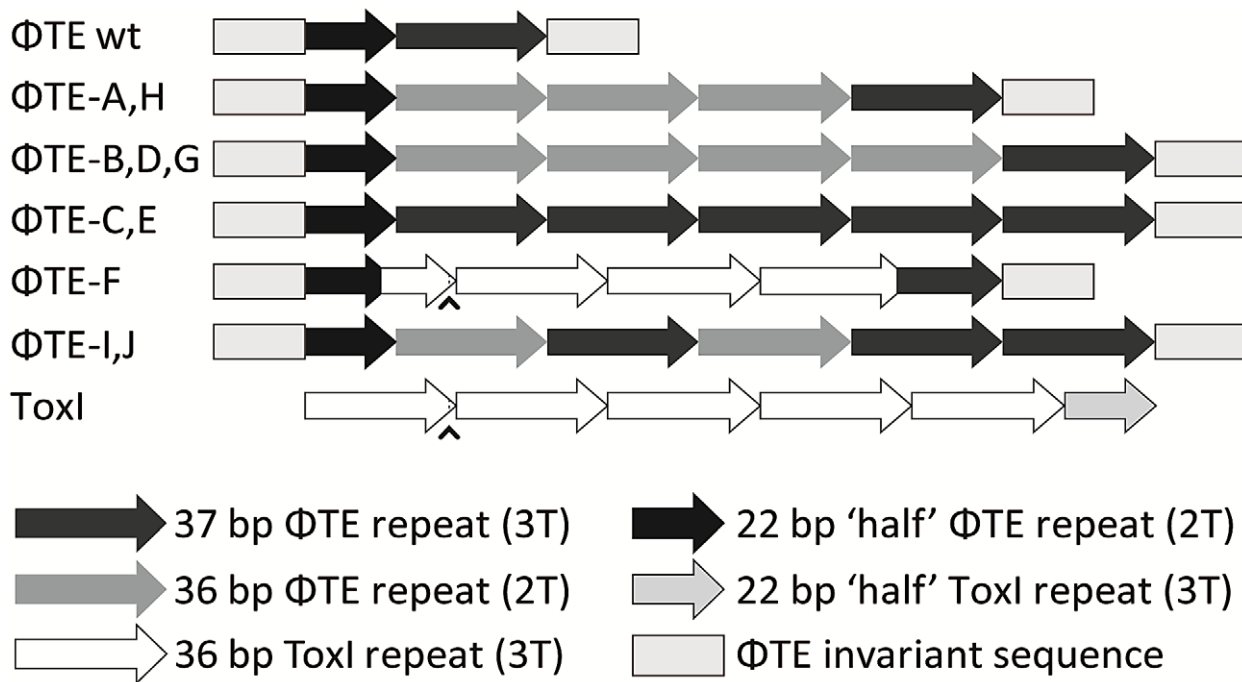 ΦTE wt
ΦTE-A,H
ΦTE-B,D,G
ΦTE-C,E
ΦTE-F
ΦTE-I,J
ToxI
37 bp ΦTE repeat (3T)
22 bp ‘half’ ΦTE repeat (2T)
36 bp ΦTE repeat (2T)
22 bp ‘half’ ToxI repeat (3T)
36 bp ToxI repeat (3T)
ΦTE invariant sequence